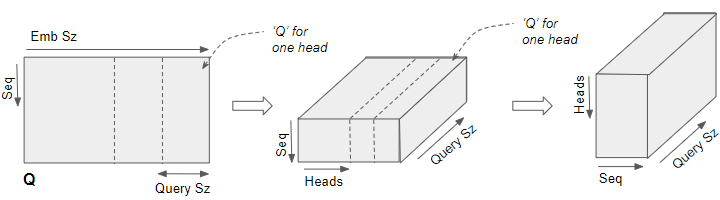 Emb Sz
Seq
'Q' for
one head
Q
Query Sz
'Q' for
one head
Seq
Heads
Query Sz
Heads
Seq
Query Sz